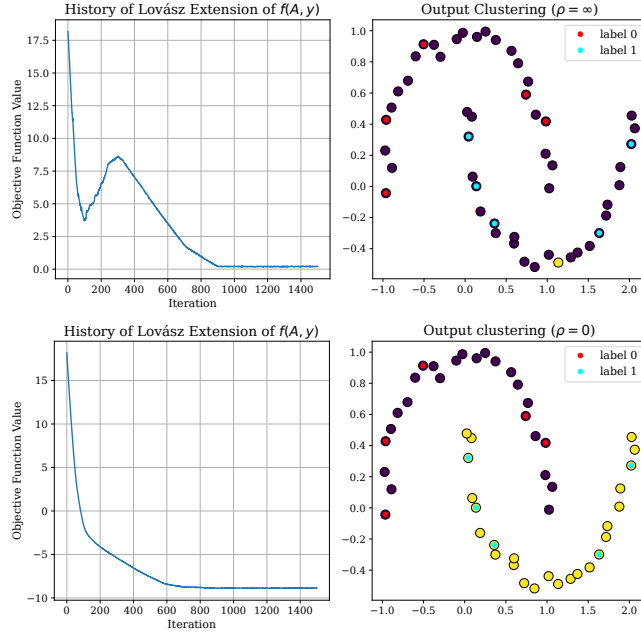 History of Lovász Extension of f(A, y)
Objective Function Value
17.5
15.0
12.5
10.0
7.5
5.0
2.5
0.0
0 200 400 600 800 1000 1200 1400
Iteration
Output Clustering (ρ = ∞)
label 0
label 1
1.0
0.8
0.6
0.4
0.2
0.0
−0.2
−0.4
−1.0 −0.5 0.0 0.5 1.0 1.5 2.0
History of Lovász Extension of f(A, y)
Objective Function Value
15
10
5
0
−5
−10
0 200 400 600 800 1000 1200 1400
Iteration
Output clustering (ρ = 0)
label 0
label 1
1.0
0.8
0.6
0.4
0.2
0.0
−0.2
−0.4
−1.0 −0.5 0.0 0.5 1.0 1.5 2.0